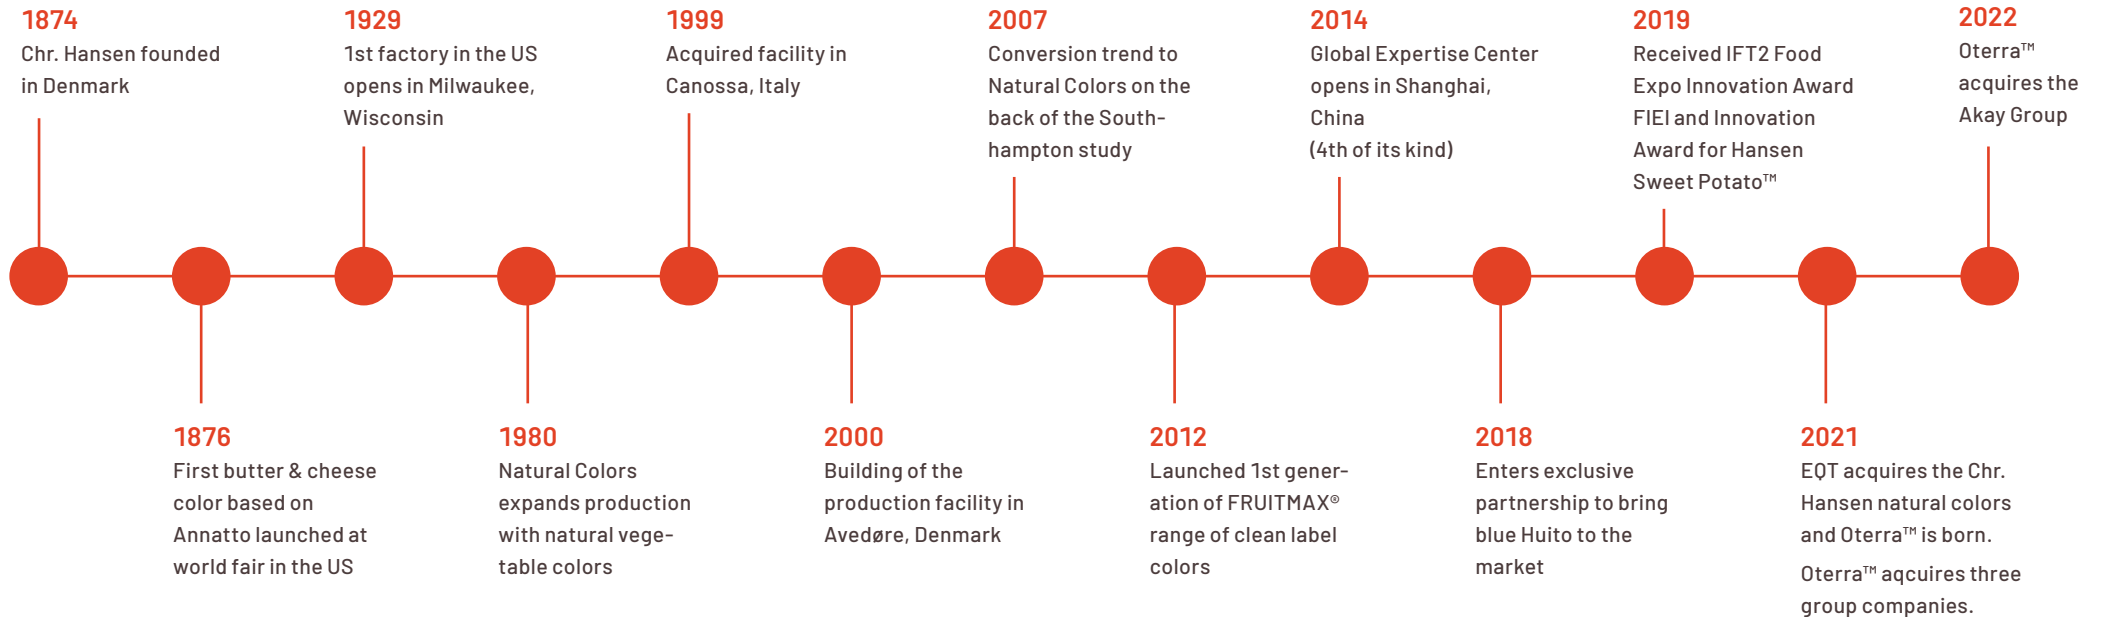 1874
Chr. Hansen founded
in Denmark
1876
First butter & cheese
color based on
Annatto launched at
world fair in the US
1929
1st factory in the US
opens in Milwaukee,
Wisconsin
1980
Natural Colors
expands production
with natural vege-
table colors
1999
Acquired facility in
Canossa, Italy
2000
Building of the
production facility in
Avedøre, Denmark
2007
Conversion trend to
Natural Colors on the
back of the South-
hampton study
2012
Launched 1st gener-
ation of FRUITMAX®
range of clean label
colors
2014
Global Expertise Center
opens in Shanghai,
China
(4th of its kind)
2018
Enters exclusive
partnership to bring
blue Huito to the
market
2019
Received IFT2 Food
Expo Innovation Award
FIEI and Innovation
Award for Hansen
Sweet Potato™
2021
EQT acquires the Chr.
Hansen natural colors
and Oterra™ is born.
Oterra™ aqcuires three
group companies.
2022
Oterra™
acquires the
Akay Group